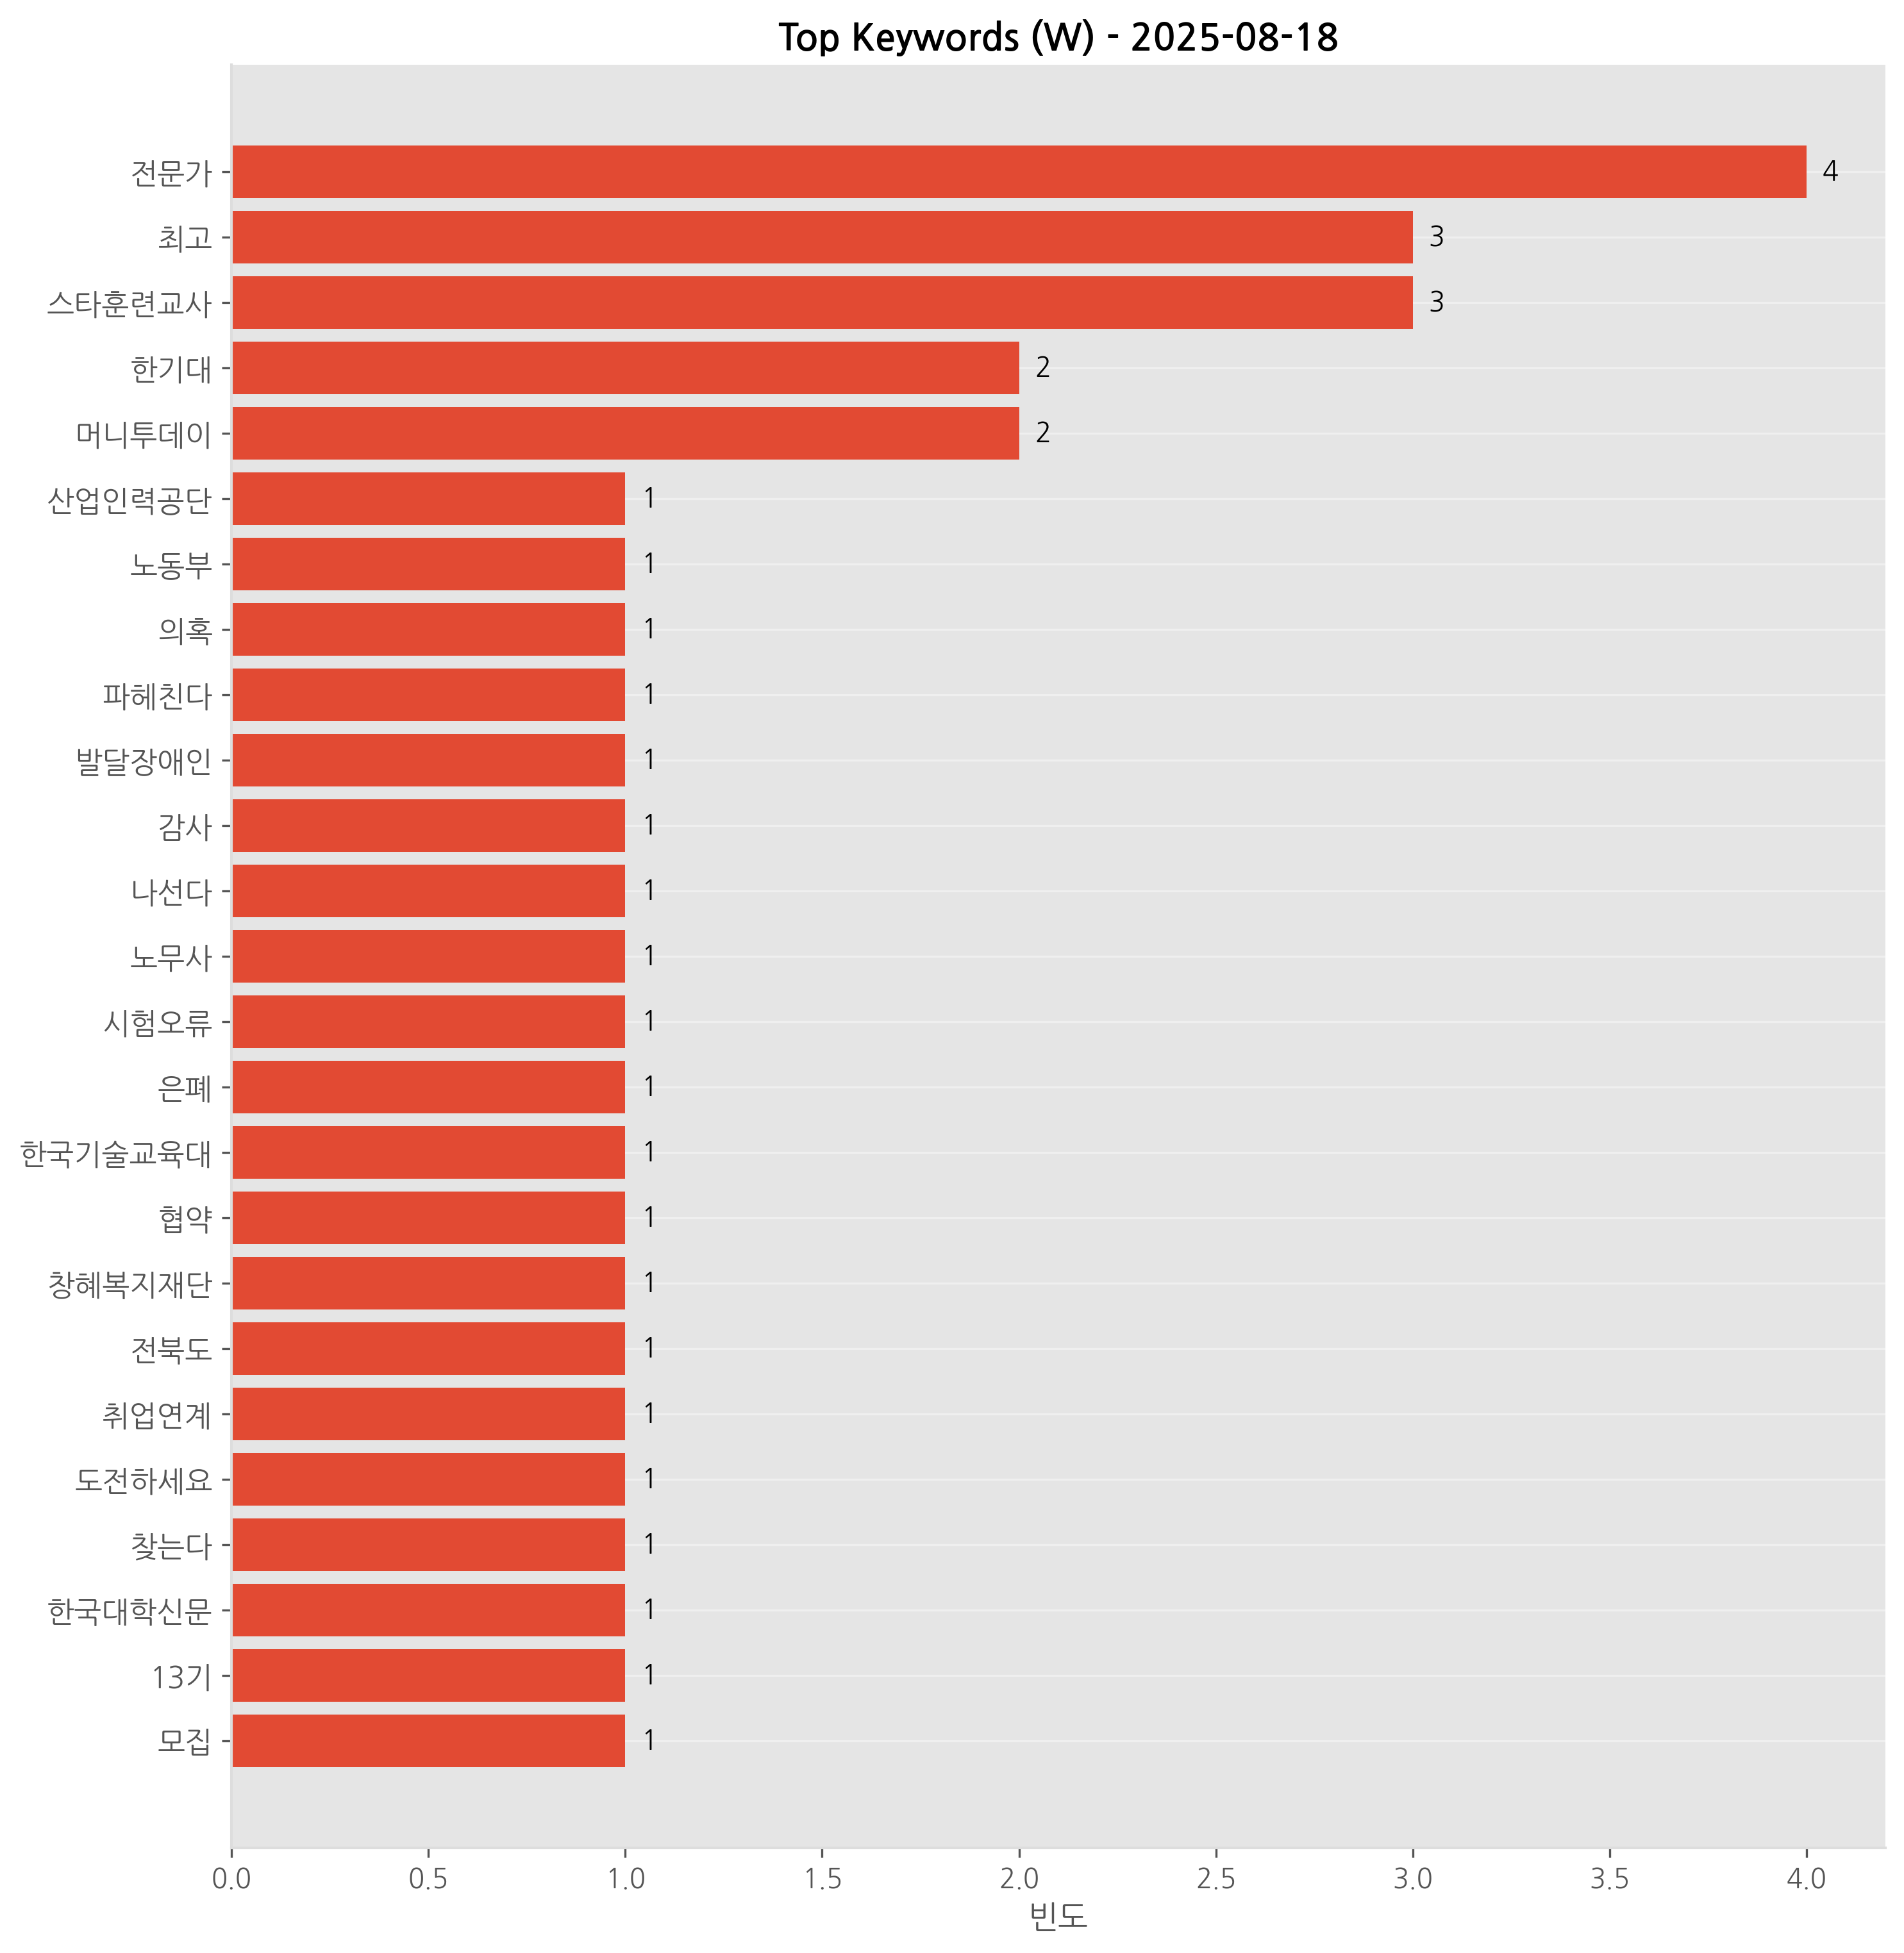 Top Keywords (W) - 2025-08-18
전문가 4
최고 3
스타훈련교사 3
한기대 2
머니투데이 2
산업인력공단 1
노동부 1
의혹 1
파헤친다 1
발달장애인 1
감사 1
나선다 1
노무사 1
시험오류 1
은폐 1
한국기술교육대 1
협약 1
창혜복지재단 1
전북도 1
취업연계 1
도전하세요 1
찾는다 1
한국대학신문 1
13기 1
모집 1
0.0 0.5 1.0 1.5 2.0 2.5 3.0 3.5 4.0
빈도